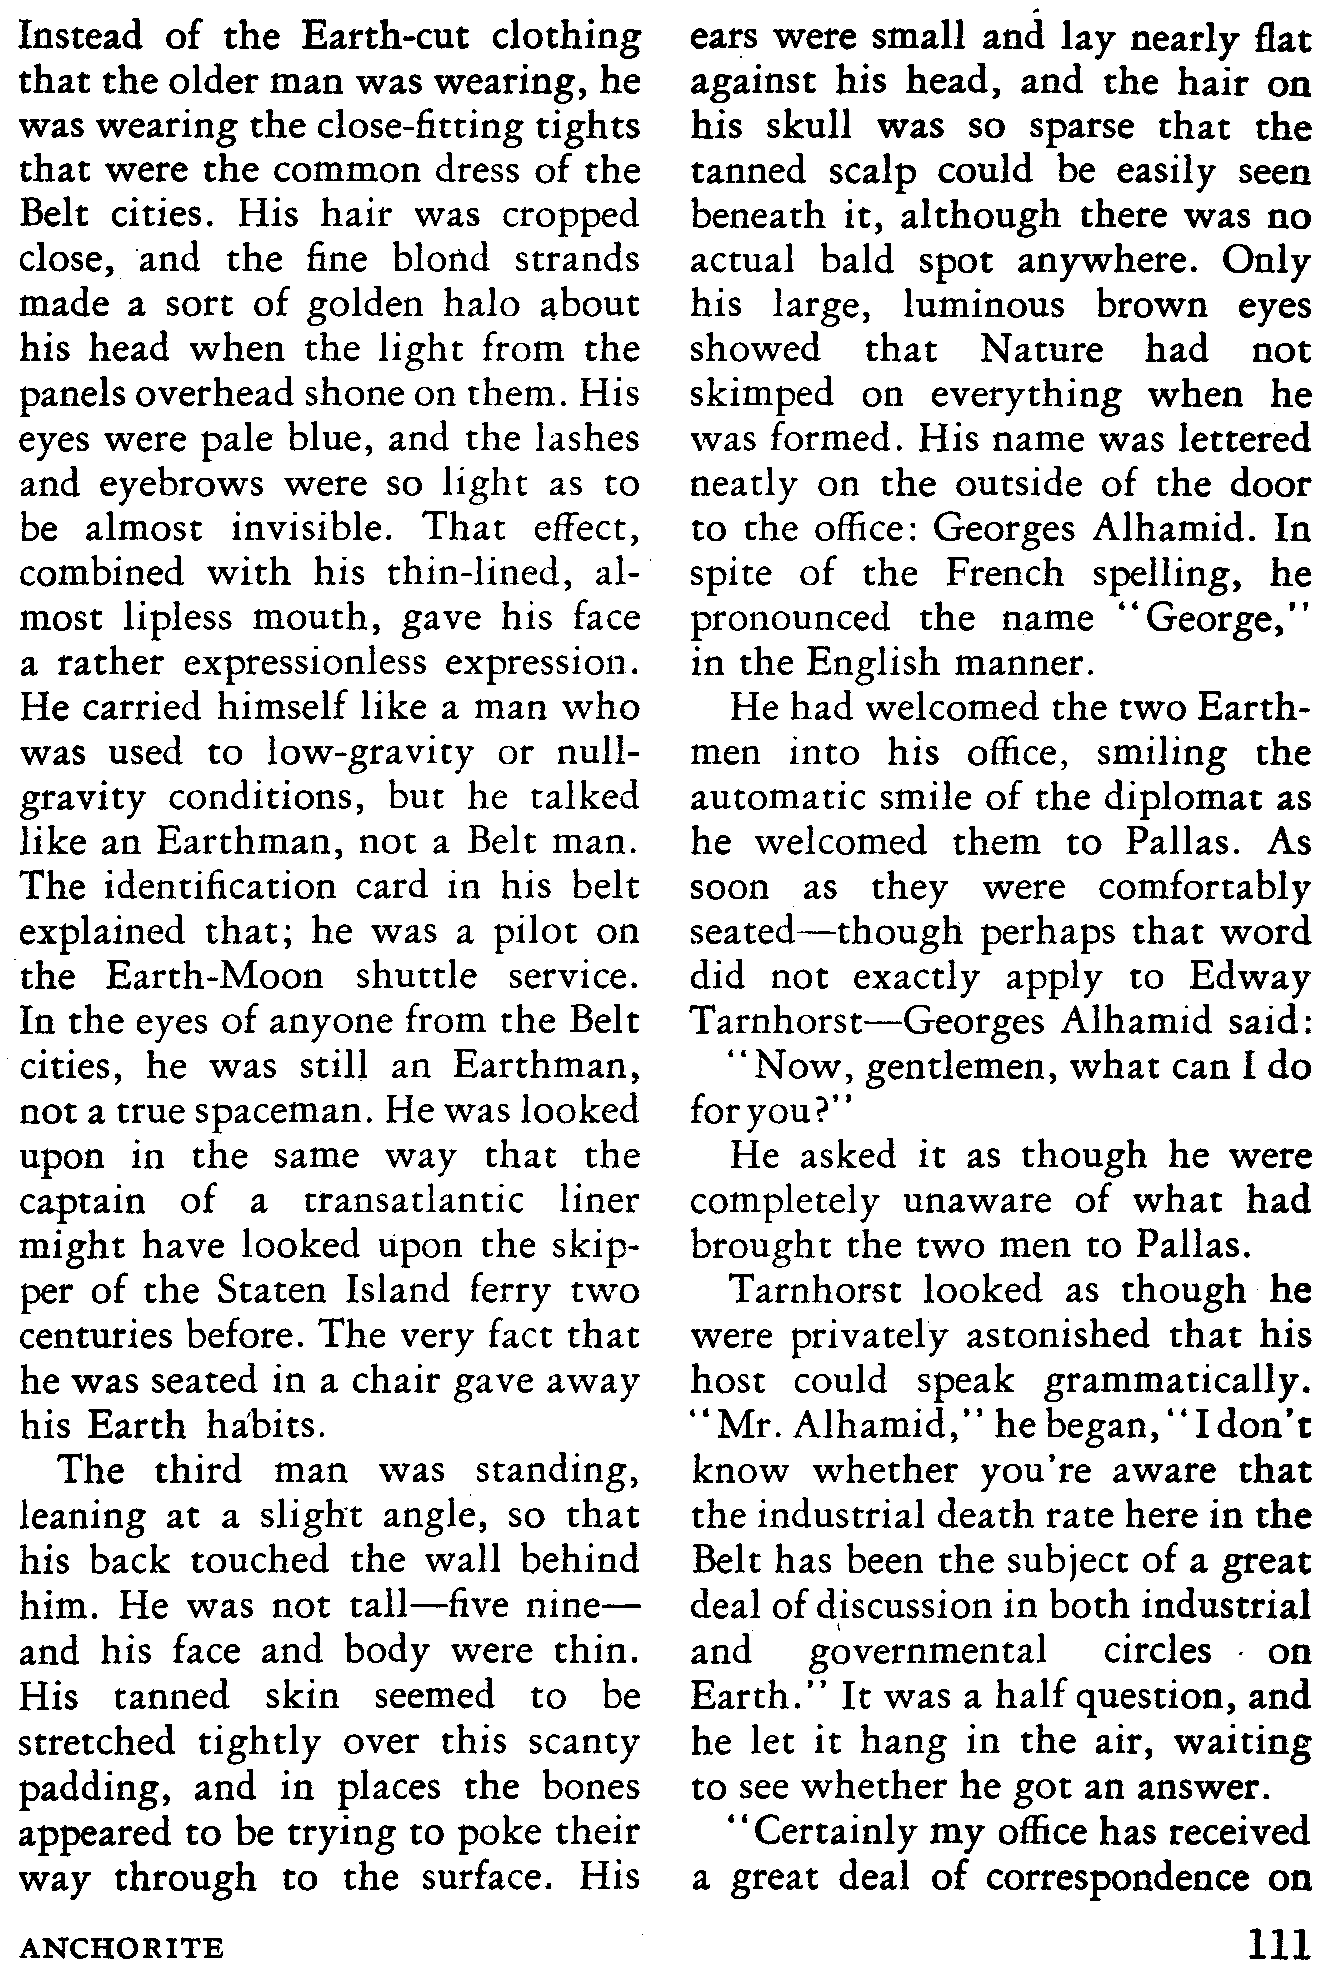 Instead of the Earth-cut clothing
that the older man was wearing, he
was wearing the close-fitting tights
that were the common dress of the
Belt cities. His hair was cropped
close, and the fine blond strands
made a sort of golden halo about
his head when the light from the
panels overhead shone on them. His
eyes were pale blue, and the lashes
and eyebrows were so light as to
be almost invisible. That effect,
combined with his thin-lined, al-
most lipless mouth, gave his face
a rather expressionless expression.
He carried himself like a man who
was used to low-gravity or null-
gravity conditions, but he talked
like an Earthman, not a Belt man.
The identification card in his belt
explained that; he was a pilot on
the Earth-Moon shuttle service.
In the eyes of anyone from the Belt
cities, he was still an Earthman,
not a true spaceman. He was looked
upon in the same way that the
captain of a transatlantic liner
might have looked upon the skip-
per of the Staten Island ferry two
centuries before. The very fact that
he was seated in a chair gave away
his Earth habits.
The third man was standing,
leaning at a slight angle, so that
his back touched the wall behind
him. He was not tall—five nine—
and his face and body were thin.
His tanned skin seemed to be
stretched tightly over this scanty
padding, and in places the bones
appeared to be trying to poke their
way through to the surface. His
ears were small and lay nearly flat
against his head, and the hair on
his skull was so sparse that the
tanned scalp could be easily seen
beneath it, although there was no
actual bald spot anywhere. Only
his large, luminous brown eyes
showed that Nature had not
skimped on everything when he
was formed. His name was lettered
neatly on the outside of the door
to the office: Georges Alhamid. In
spite of the French spelling, he
pronounced the name "George,"
in the English manner.
He had welcomed the two Earth-
men into his office, smiling the
automatic smile of the diplomat as
he welcomed them to Pallas. As
soon as they were comfortably
seated—though perhaps that word
did not exactly apply to Edway
Tarnhorst—Georges Alhamid said:
"Now, gentlemen, what can I do
for you?"
He asked it as though he were
completely unaware of what had
brought the two men to Pallas.
Tarnhorst looked as though he
were privately astonished that his
host could speak grammatically.
"Mr. Alhamid," he began, "I don't
know whether you're aware that
the industrial death rate here in the
Belt has been the subject of a great
deal of discussion in both industrial
and governmental circles on
Earth." It was a half question, and
he let it hang in the air, waiting
to see whether he got an answer.
"Certainly my office has received
a great deal of correspondence on
ANCHORITE
111